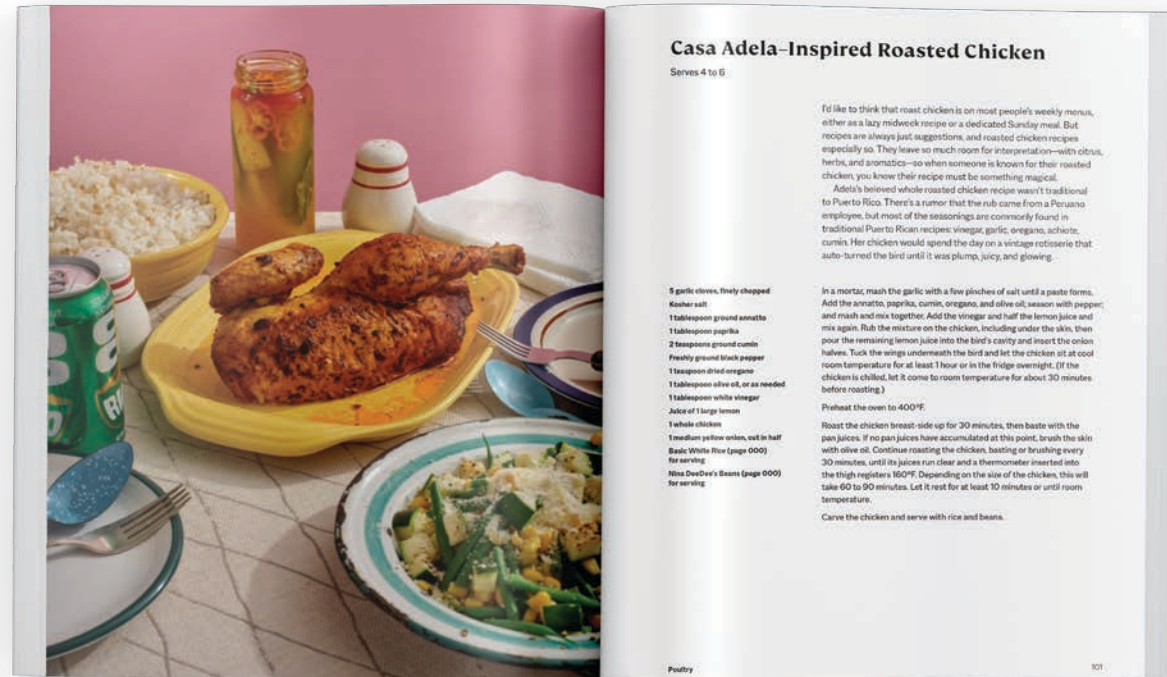 Casa Adela–Inspired Roasted Chicken
Serves 4 to 6
I'd like to think that roast chicken is on most people's weekly menus,
either as a lazy midweek recipe or a dedicated Sunday meal. But
recipes are always just suggestions, and roasted chicken recipes
especially so. They leave so much room for interpretation—with citrus,
herbs, and aromatics—so when someone is known for their roasted
chicken, you know their recipe must be something magical.
Adela's beloved whole roasted chicken recipe wasn't traditional
to Puerto Rico. There's a rumor that the rub came from a Peruano
employee, but most of the seasonings are commonly found in
traditional Puerto Rican recipes: vinegar, garlic, oregano, achiote,
cumin. Her chicken would spend the day on a vintage rotisserie that
auto-turned the bird until it was plump, juicy, and glowing.
5 garlic cloves, finely chopped
Kosher salt
1 tablespoon ground annatto
1 tablespoon paprika
2 teaspoons ground cumin
Freshly ground black pepper
1 teaspoon dried oregano
1 tablespoon olive oil, or as needed
1 tablespoon white vinegar
Juice of 1 large lemon
1 whole chicken
1 medium yellow onion, cut in half
Basic White Rice (page 000)
for serving
Nina DeeDee's Beans (page 000)
for serving
In a mortar, mash the garlic with a few pinches of salt until a paste forms.
Add the annatto, paprika, cumin, oregano, and olive oil; season with pepper;
and mash and mix together. Add the vinegar and half the lemon juice and
mix again. Rub the mixture on the chicken, including under the skin, then
pour the remaining lemon juice into the bird's cavity and insert the onion
halves. Tuck the wings underneath the bird and let the chicken sit at cool
room temperature for at least 1 hour or in the fridge overnight. (If the
chicken is chilled, let it come to room temperature for about 30 minutes
before roasting.)
Preheat the oven to 400°F.
Roast the chicken breast-side up for 30 minutes, then baste with the
pan juices. If no pan juices have accumulated at this point, brush the skin
with olive oil. Continue roasting the chicken, basting or brushing every
30 minutes, until its juices run clear and a thermometer inserted into
the thigh registers 160°F. Depending on the size of the chicken, this will
take 60 to 90 minutes. Let it rest for at least 10 minutes or until room
temperature.
Carve the chicken and serve with rice and beans.
Poultry
101